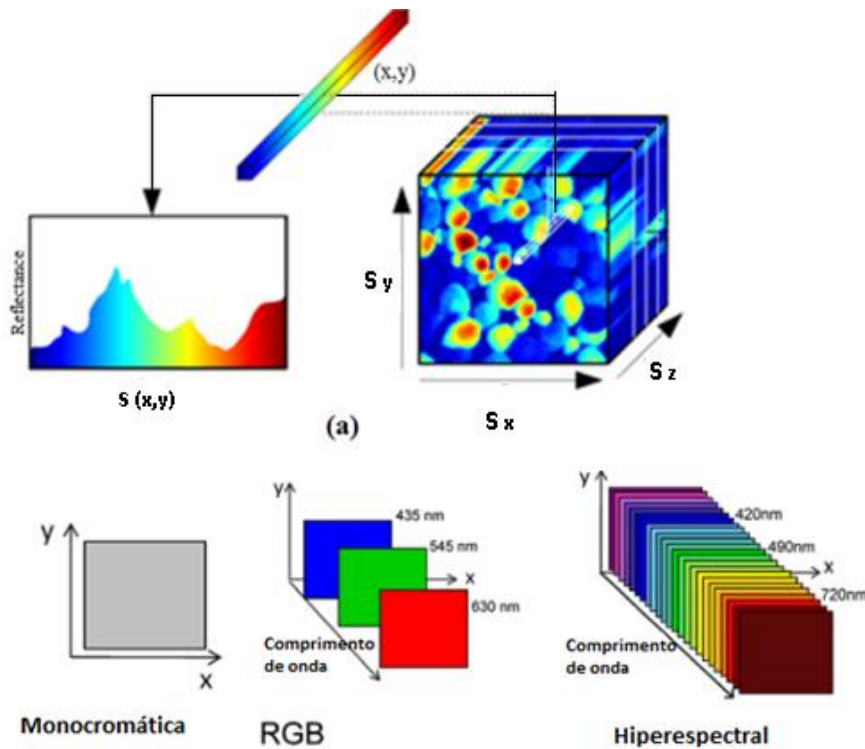 (x,y)
Reflectance
S y
S z
S (x,y)
S x
(a)
y
x
Monocromática
y
435 nm
545 nm
x
630 nm
Comprimento
de onda
RGB
y
420nm
490nm
x
720nm
Comprimento
de onda
Hiperespectral